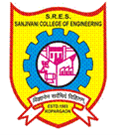 S.R.E.S.
SANJIVANI COLLEGE OF ENGINEERING
ESTD.1983
KOPARGAON